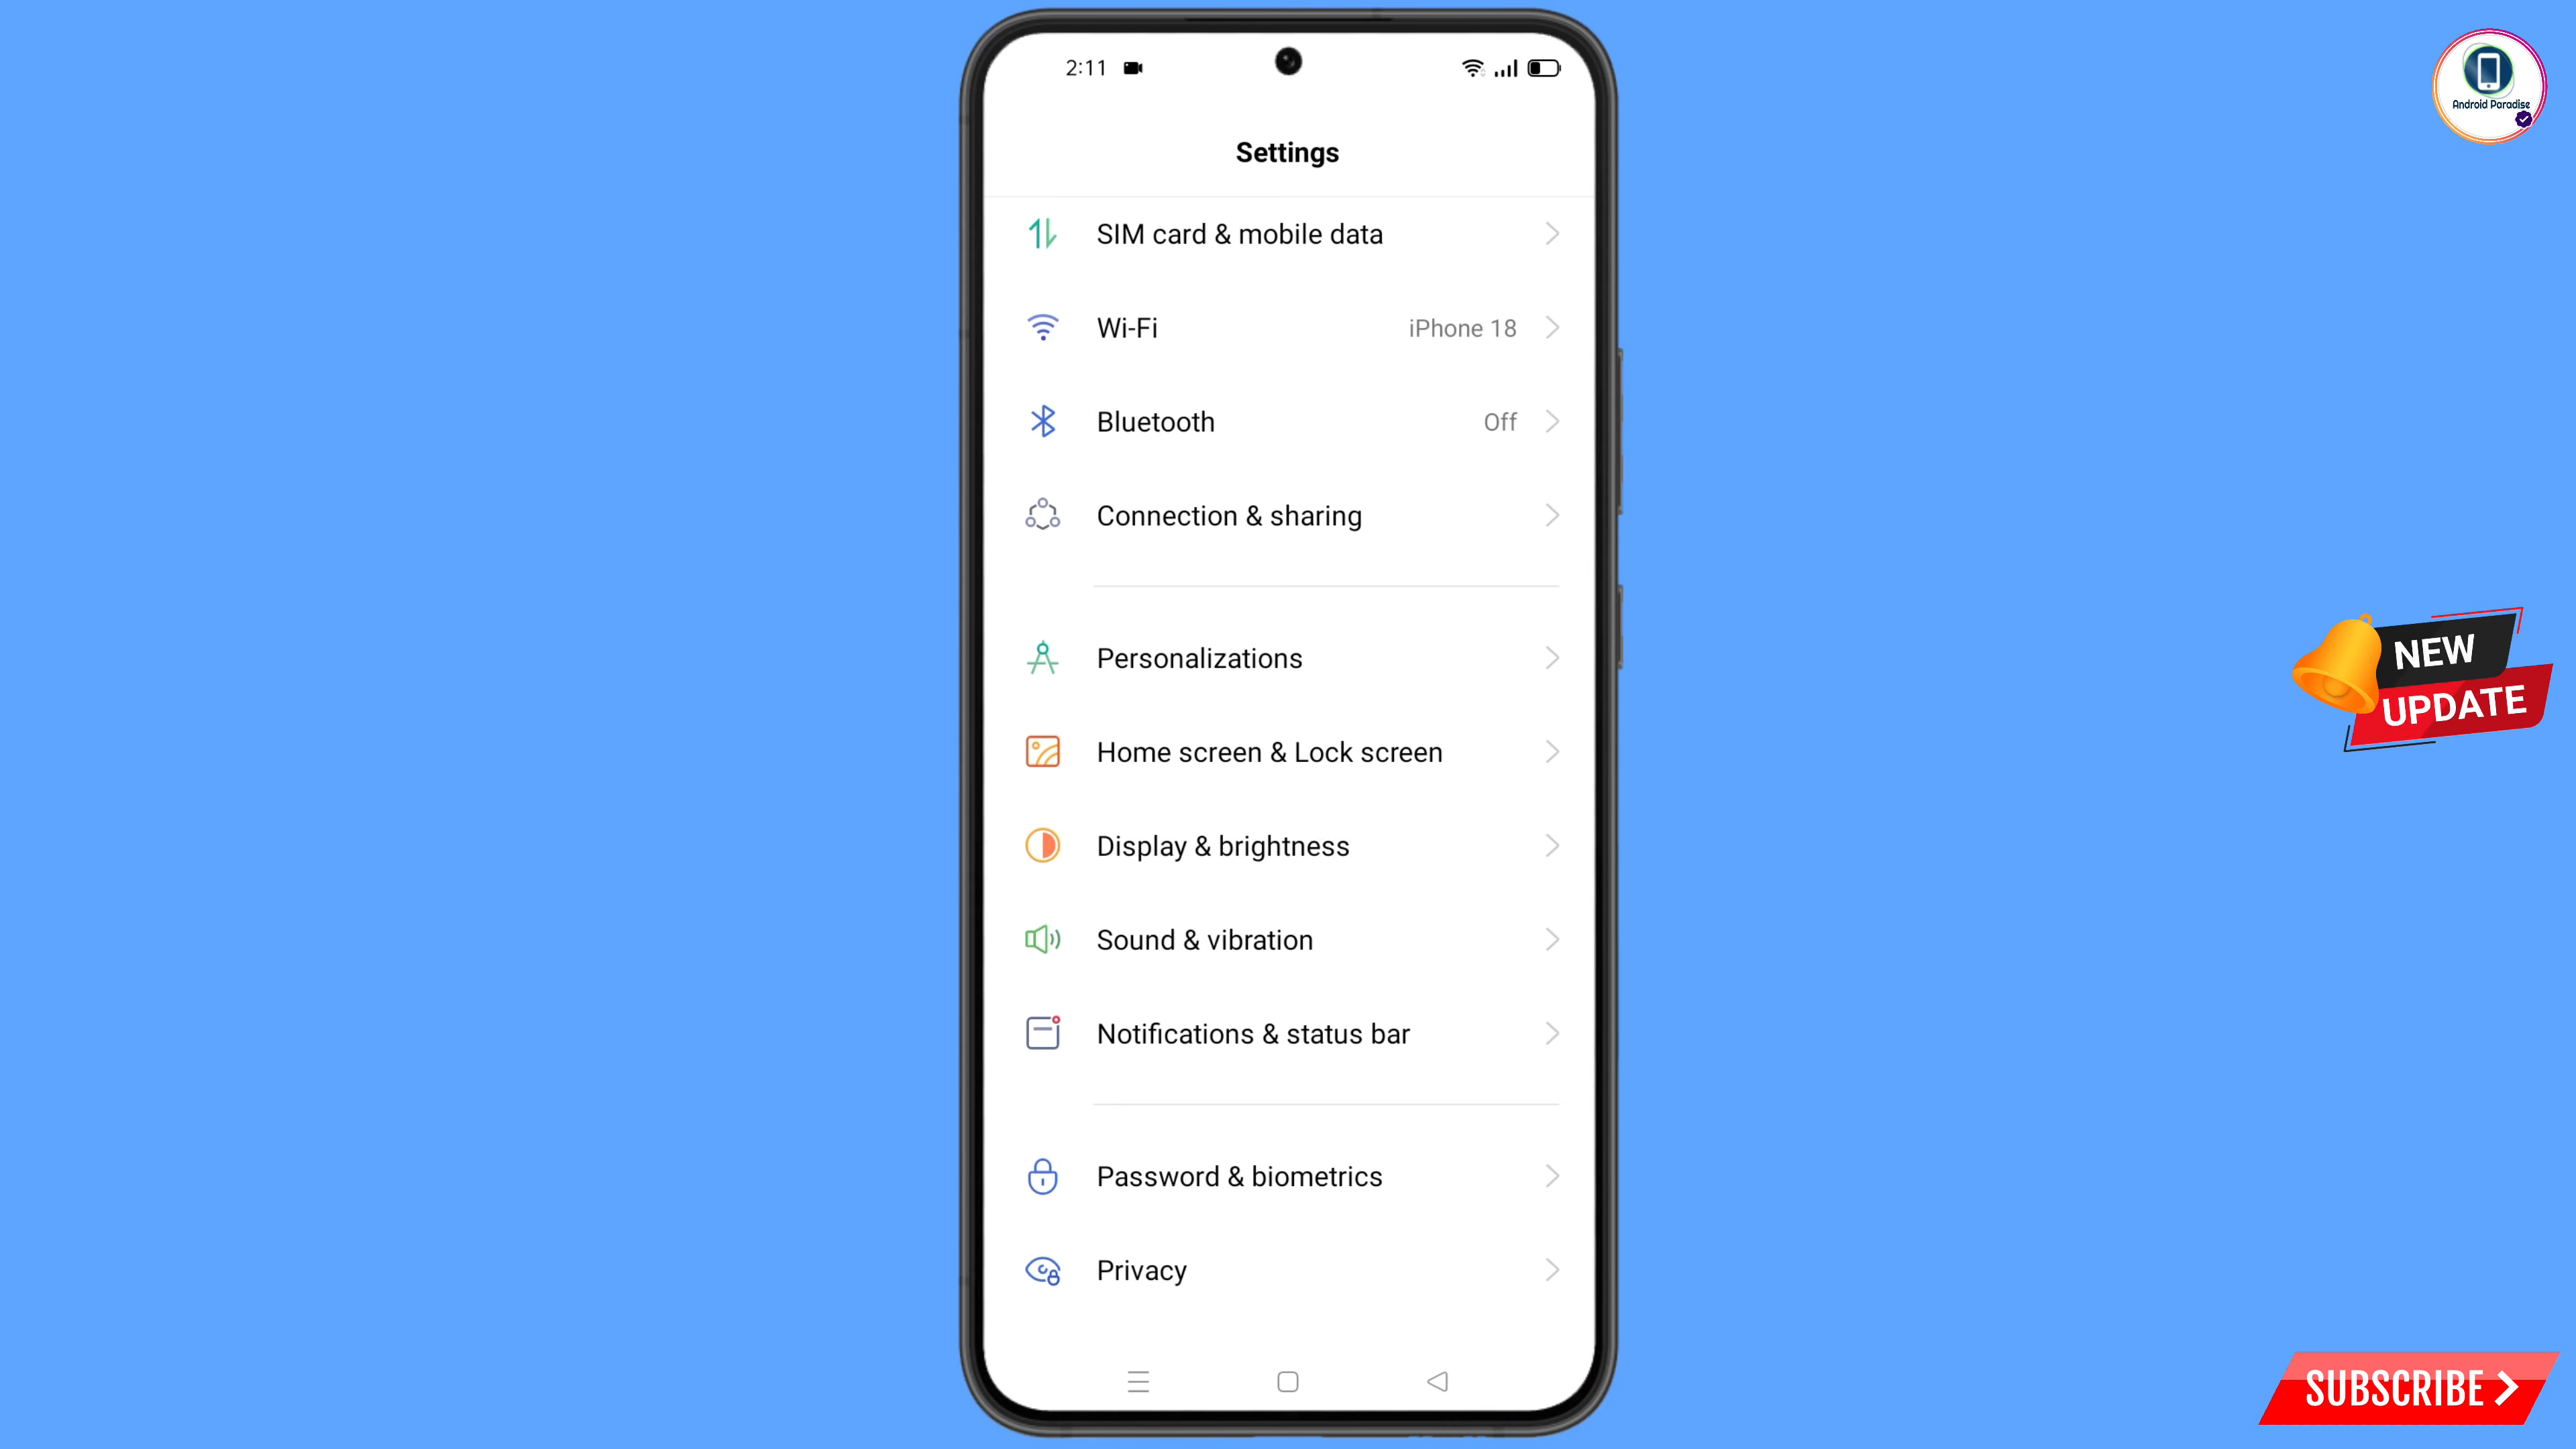 2:11
Android Paradise
Settings
SIM card & mobile data
Wi-Fi iPhone 18
Bluetooth Off
Connection & sharing
Personalizations
NEW
UPDATE
Home screen & Lock screen
Display & brightness
Sound & vibration
Notifications & status bar
Password & biometrics
Privacy
SUBSCRIBE